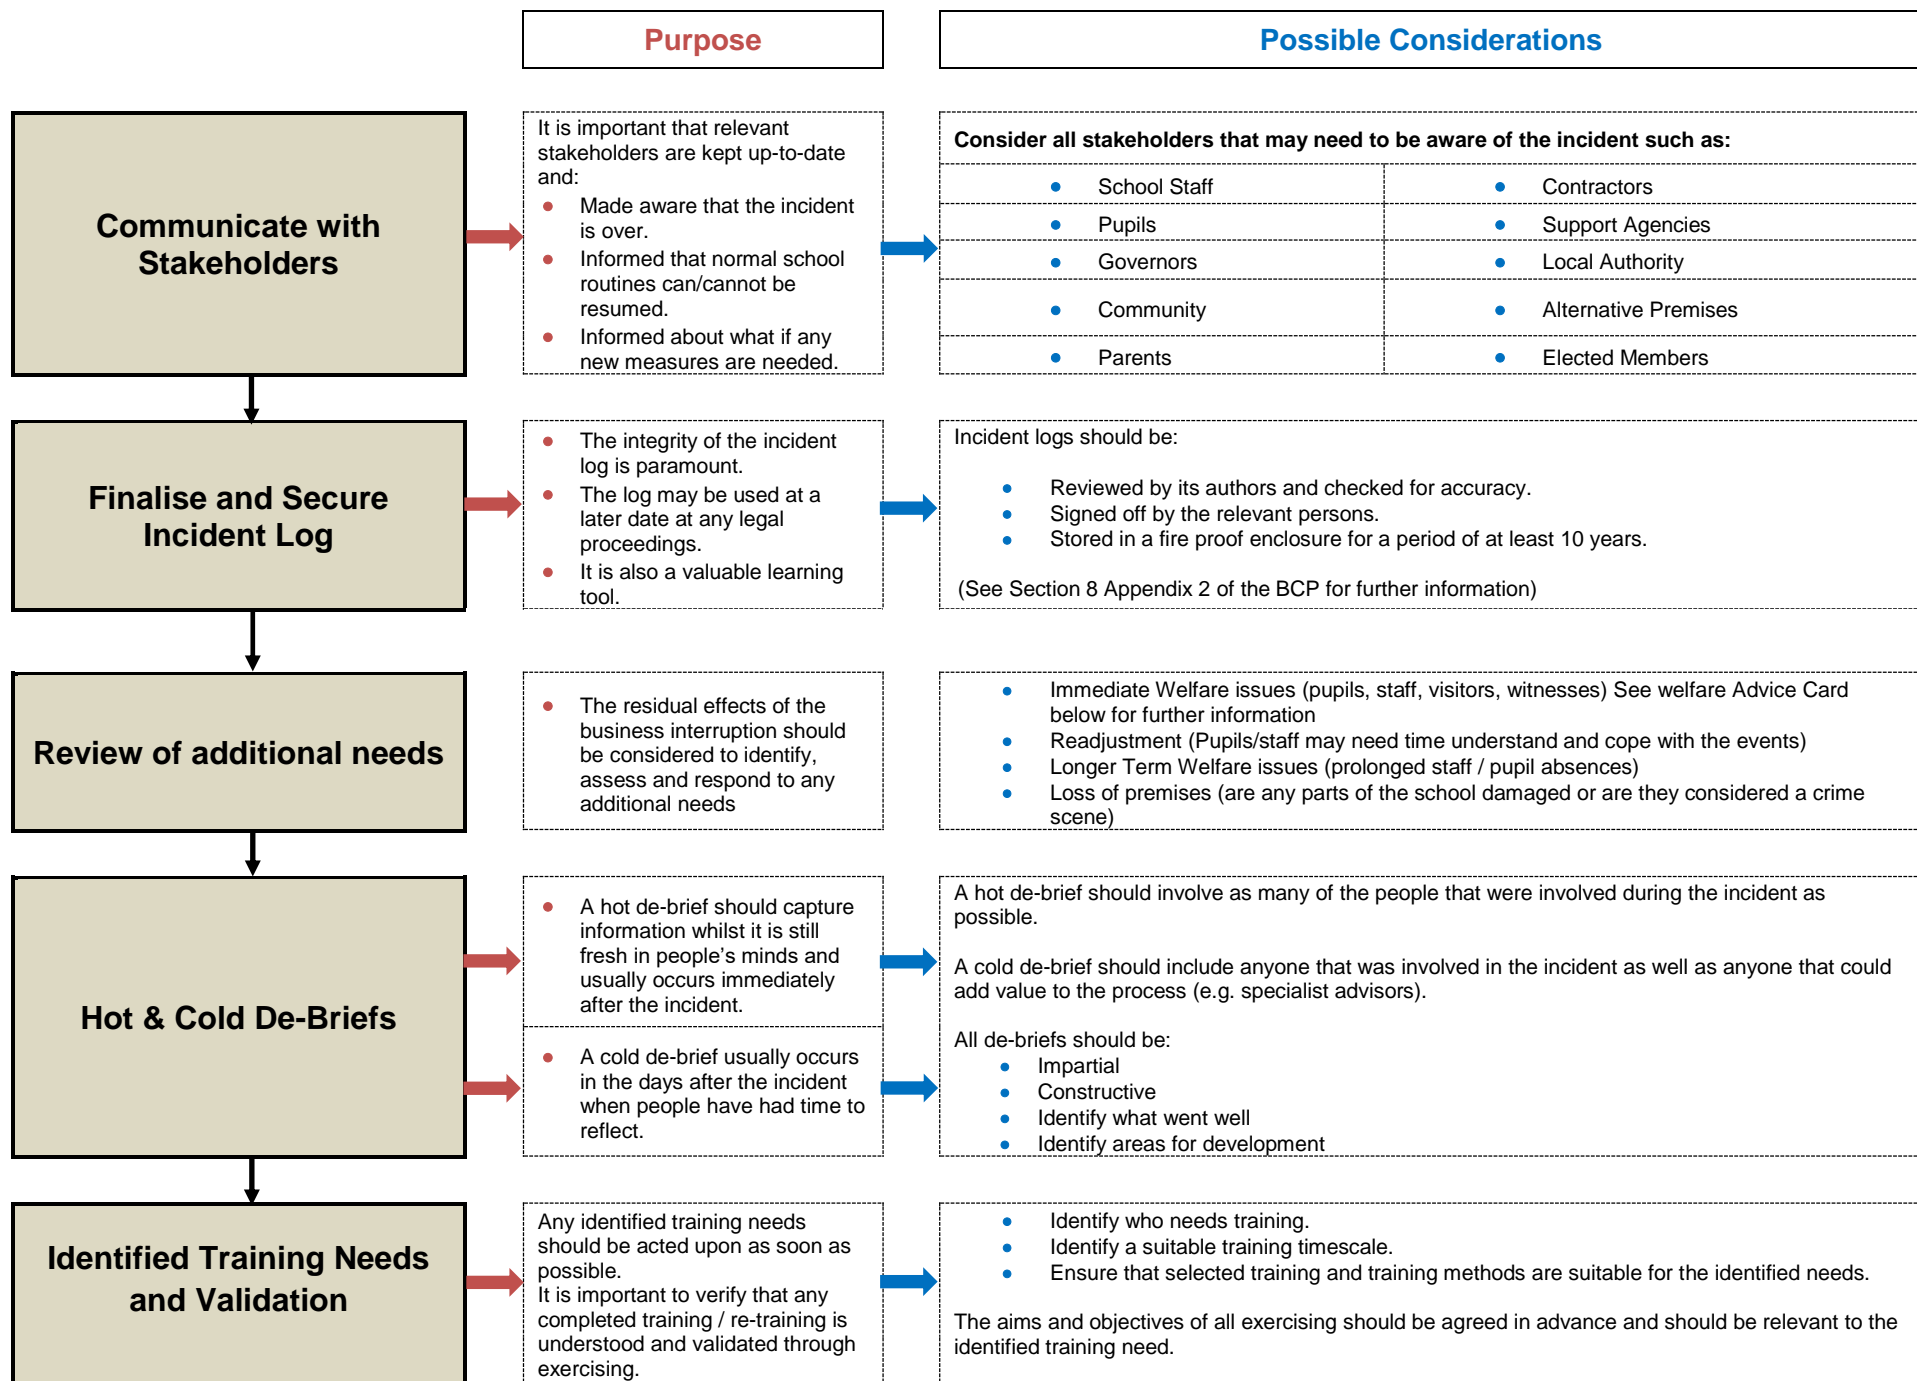 Purpose
Possible Considerations
Communicate with
Stakeholders
It is important that relevant
stakeholders are kept up-to-date
and:
• Made aware that the incident
is over.
• Informed that normal school
routines can/cannot be
resumed.
• Informed about what if any
new measures are needed.
Consider all stakeholders that may need to be aware of the incident such as:
• School Staff
• Contractors
• Pupils
• Support Agencies
• Governors
• Local Authority
• Community
• Alternative Premises
• Parents
• Elected Members
Finalise and Secure
Incident Log
• The integrity of the incident
log is paramount.
• The log may be used at a
later date at any legal
proceedings.
• It is also a valuable learning
tool.
Incident logs should be:
• Reviewed by its authors and checked for accuracy.
• Signed off by the relevant persons.
• Stored in a fire proof enclosure for a period of at least 10 years.
(See Section 8 Appendix 2 of the BCP for further information)
Review of additional needs
• The residual effects of the
business interruption should
be considered to identify,
assess and respond to any
additional needs
• Immediate Welfare issues (pupils, staff, visitors, witnesses) See welfare Advice Card
below for further information
• Readjustment (Pupils/staff may need time understand and cope with the events)
• Longer Term Welfare issues (prolonged staff / pupil absences)
• Loss of premises (are any parts of the school damaged or are they considered a crime
scene)
Hot & Cold De-Briefs
• A hot de-brief should capture
information whilst it is still
fresh in people’s minds and
usually occurs immediately
after the incident.
• A cold de-brief usually occurs
in the days after the incident
when people have had time to
reflect.
A hot de-brief should involve as many of the people that were involved during the incident as
possible.
A cold de-brief should include anyone that was involved in the incident as well as anyone that could
add value to the process (e.g. specialist advisors).
All de-briefs should be:
• Impartial
• Constructive
• Identify what went well
• Identify areas for development
Identified Training Needs
and Validation
Any identified training needs
should be acted upon as soon as
possible.
It is important to verify that any
completed training / re-training is
understood and validated through
exercising.
• Identify who needs training.
• Identify a suitable training timescale.
• Ensure that selected training and training methods are suitable for the identified needs.
The aims and objectives of all exercising should be agreed in advance and should be relevant to the
identified training need.